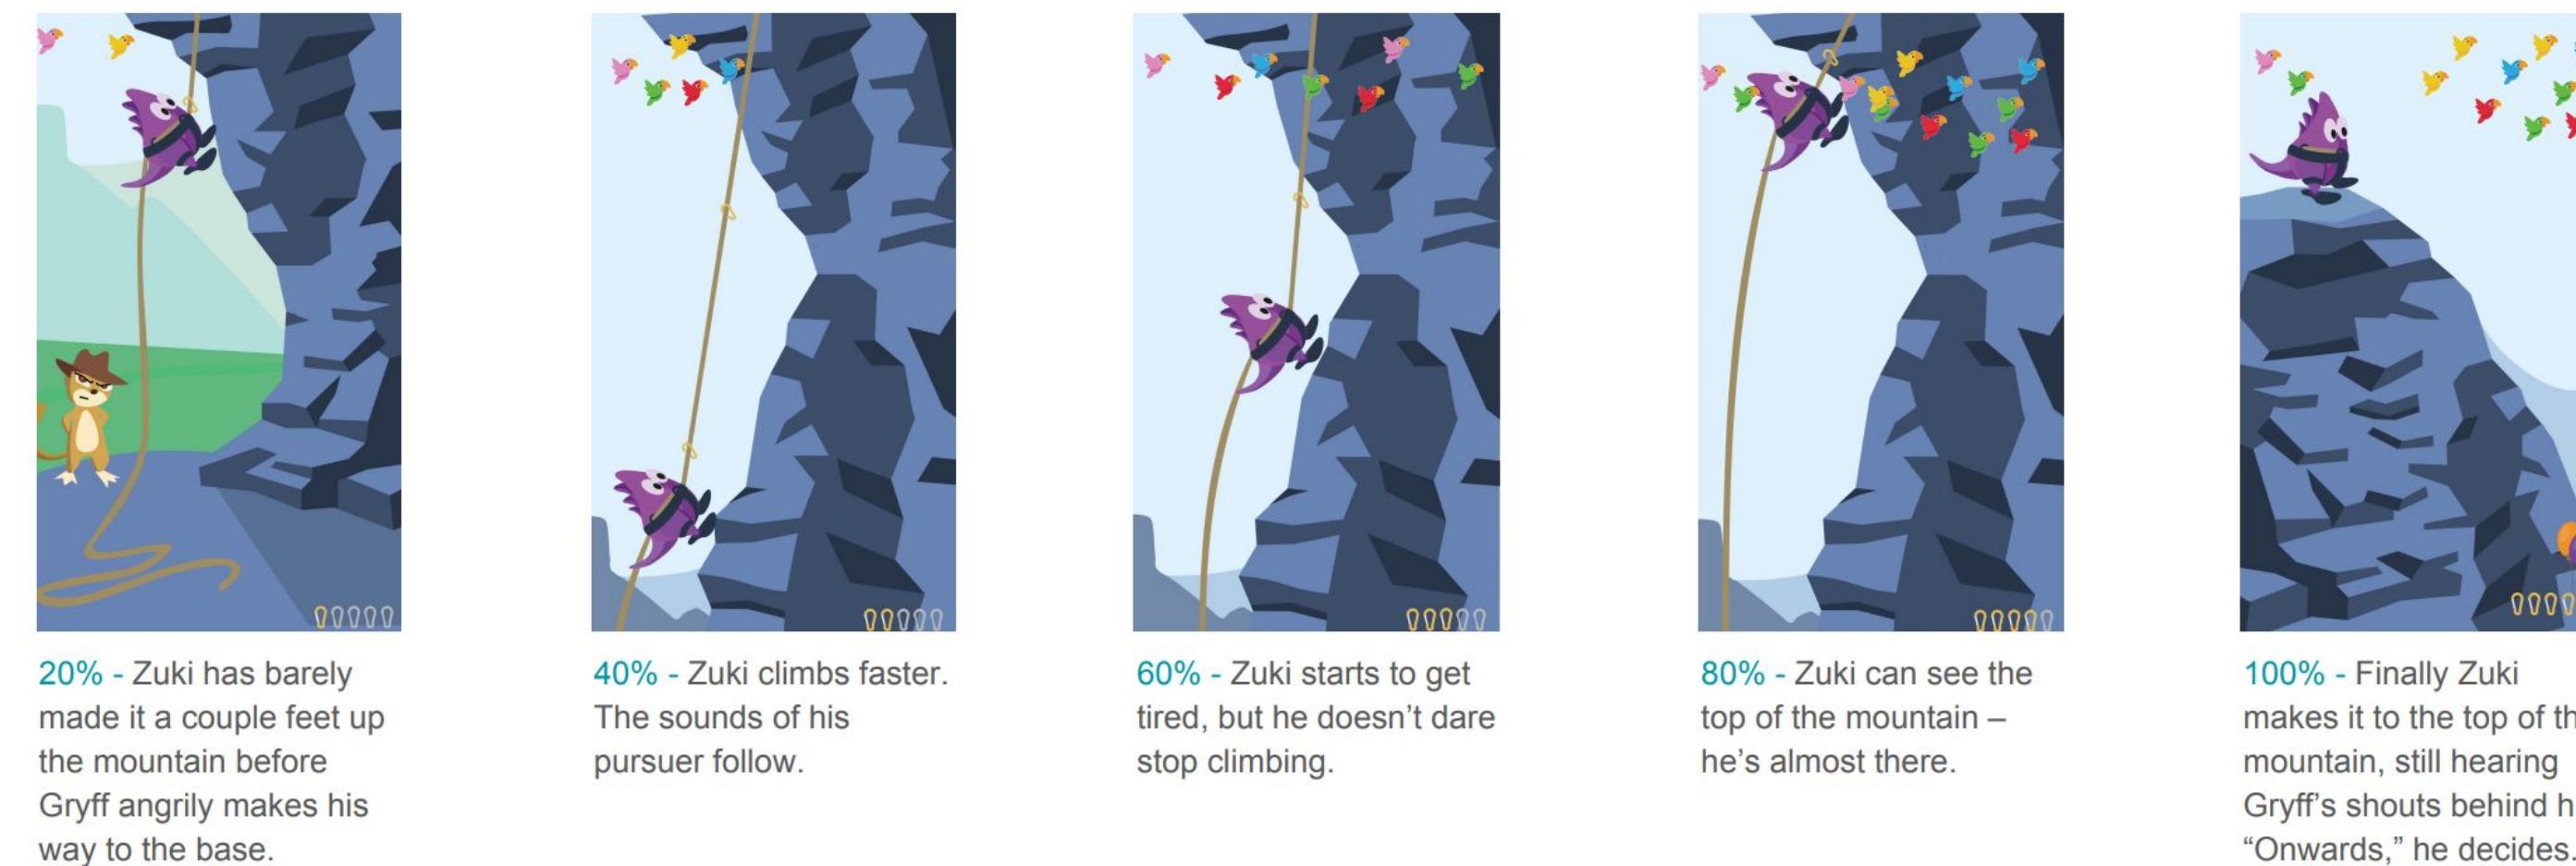 20% - Zuki has barely
made it a couple feet up
the mountain before
Gryff angrily makes his
way to the base.
40% - Zuki climbs faster.
The sounds of his
pursuer follow.
60% - Zuki starts to get
tired, but he doesn’t dare
stop climbing.
80% - Zuki can see the
top of the mountain –
he’s almost there.
100% - Finally Zuki
makes it to the top of
mountain, still hearing
Gryff’s shouts behind
“Onwards,” he decides.